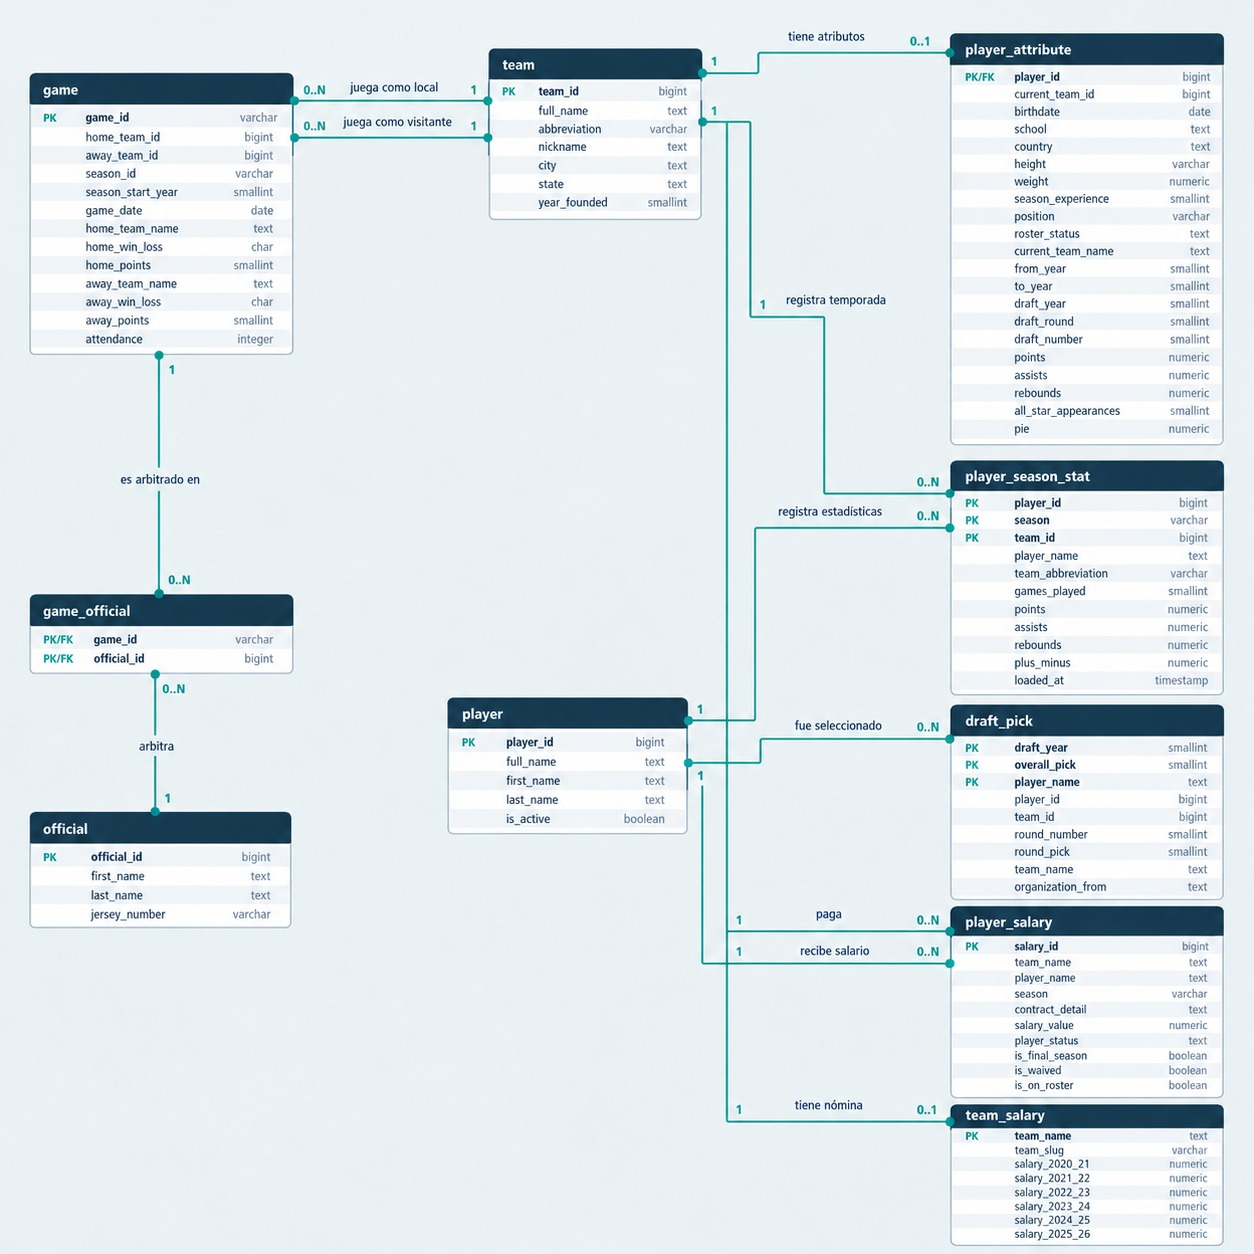 game
PK game_id varchar
home_team_id bigint
away_team_id bigint
season_id varchar
season_start_year smallint
game_date date
home_team_name text
home_win_loss char
home_points smallint
away_team_name text
away_win_loss char
away_points smallint
attendance integer
0..N juega como local 1
0..N juega como visitante 1
team
PK team_id bigint
full_name text
abbreviation varchar
nickname text
city text
state text
year_founded smallint
1 tiene atributos 0..1
1
1 registra temporada
0..N
player_attribute
PK/FK player_id bigint
current_team_id bigint
birthdate date
school text
country text
height varchar
weight numeric
season_experience smallint
position varchar
roster_status text
current_team_name text
from_year smallint
to_year smallint
draft_year smallint
draft_round smallint
draft_number smallint
points numeric
assists numeric
rebounds numeric
all_star_appearances smallint
pie numeric
1
es arbitrado en
0..N
game_official
PK/FK game_id varchar
PK/FK official_id bigint
0..N
arbitra
1
official
PK official_id bigint
first_name text
last_name text
jersey_number varchar
player
PK player_id bigint
full_name text
first_name text
last_name text
is_active boolean
registra estadísticas 0..N
1
fue seleccionado 0..N
1
player_season_stat
PK player_id bigint
PK season varchar
PK team_id bigint
player_name text
team_abbreviation varchar
games_played smallint
points numeric
assists numeric
rebounds numeric
plus_minus numeric
loaded_at timestamp
draft_pick
PK draft_year smallint
PK overall_pick smallint
PK player_name text
player_id bigint
team_id bigint
round_number smallint
round_pick smallint
team_name text
organization_from text
1 paga 0..N
1 recibe salario 0..N
player_salary
PK salary_id bigint
team_name text
player_name text
season varchar
contract_detail text
salary_value numeric
player_status text
is_final_season boolean
is_waived boolean
is_on_roster boolean
1 tiene nómina 0..1
team_salary
PK team_name text
team_slug varchar
salary_2020_21 numeric
salary_2021_22 numeric
salary_2022_23 numeric
salary_2023_24 numeric
salary_2024_25 numeric
salary_2025_26 numeric